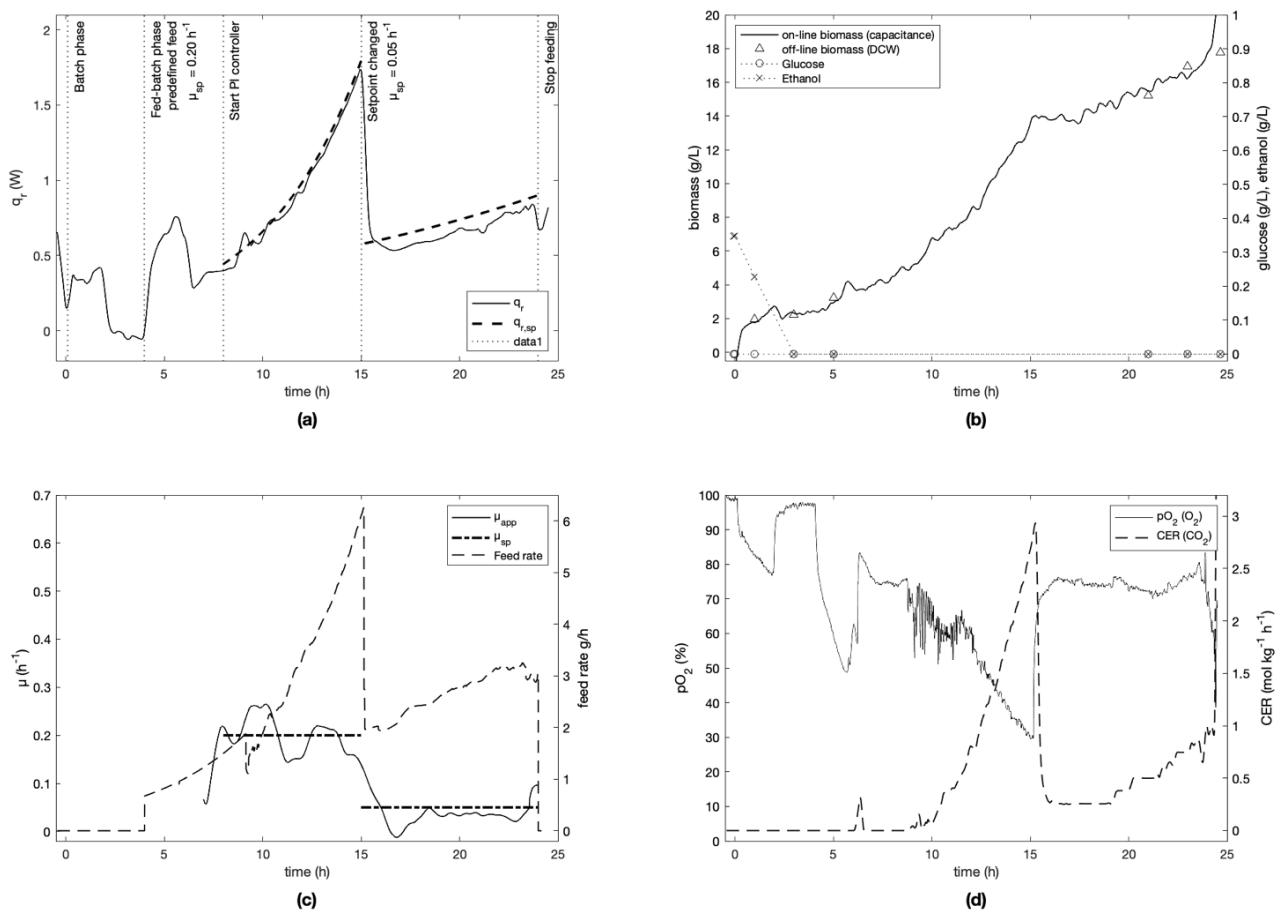 Batch phase
Fed-batch phase
predefined feed
μsp = 0.20 h-1
Start PI controller
Setpoint changed
μsp = 0.05 h-1
Stop feeding
2
1.5
1
0.5
0
qr (W)
qr
qr,sp
data1
0 5 10 15 20 25
time (h)
(a)
20
18
16
14
12
10
8
6
4
2
0
biomass (g/L)
on-line biomass (capacitance)
off-line biomass (DCW)
Glucose
Ethanol
1
0.9
0.8
0.7
0.6
0.5
0.4
0.3
0.2
0.1
0
glucose (g/L), ethanol (g/L)
0 5 10 15 20 25
time (h)
(b)
0.7
0.6
0.5
0.4
0.3
0.2
0.1
0
μ (h-1)
μapp
μsp
Feed rate
6
5
4
3
2
1
0
feed rate g/h
0 5 10 15 20 25
time (h)
(c)
100
90
80
70
60
50
40
30
20
10
0
pO2 (%)
pO2 (O2)
CER (CO2)
3
2.5
2
1.5
1
0.5
0
CER (mol kg-1 h-1)
0 5 10 15 20 25
time (h)
(d)